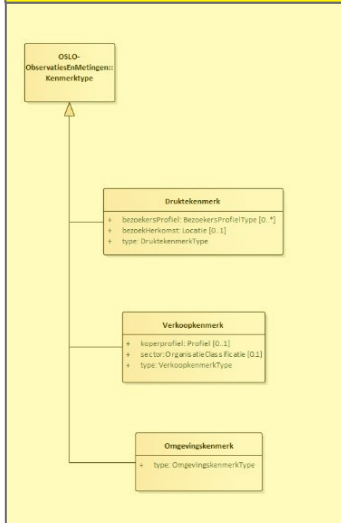 OSLO-
ObservatiesEnMetingen::
Kenmerktype
Druktekenmerk
+ bezoekersProfiel: BezoekersProfielType [0..*]
+ bezoekHerkomst: Locatie [0..1]
+ type: DruktekenmerkType
Verkoopkenmerk
+ koperprofiel: Profiel [0..1]
+ sector:OrganisatieClassificatie [0.1]
+ type: VerkoopkenmerkType
Omgevingskenmerk
+ type: OmgevingskenmerkType